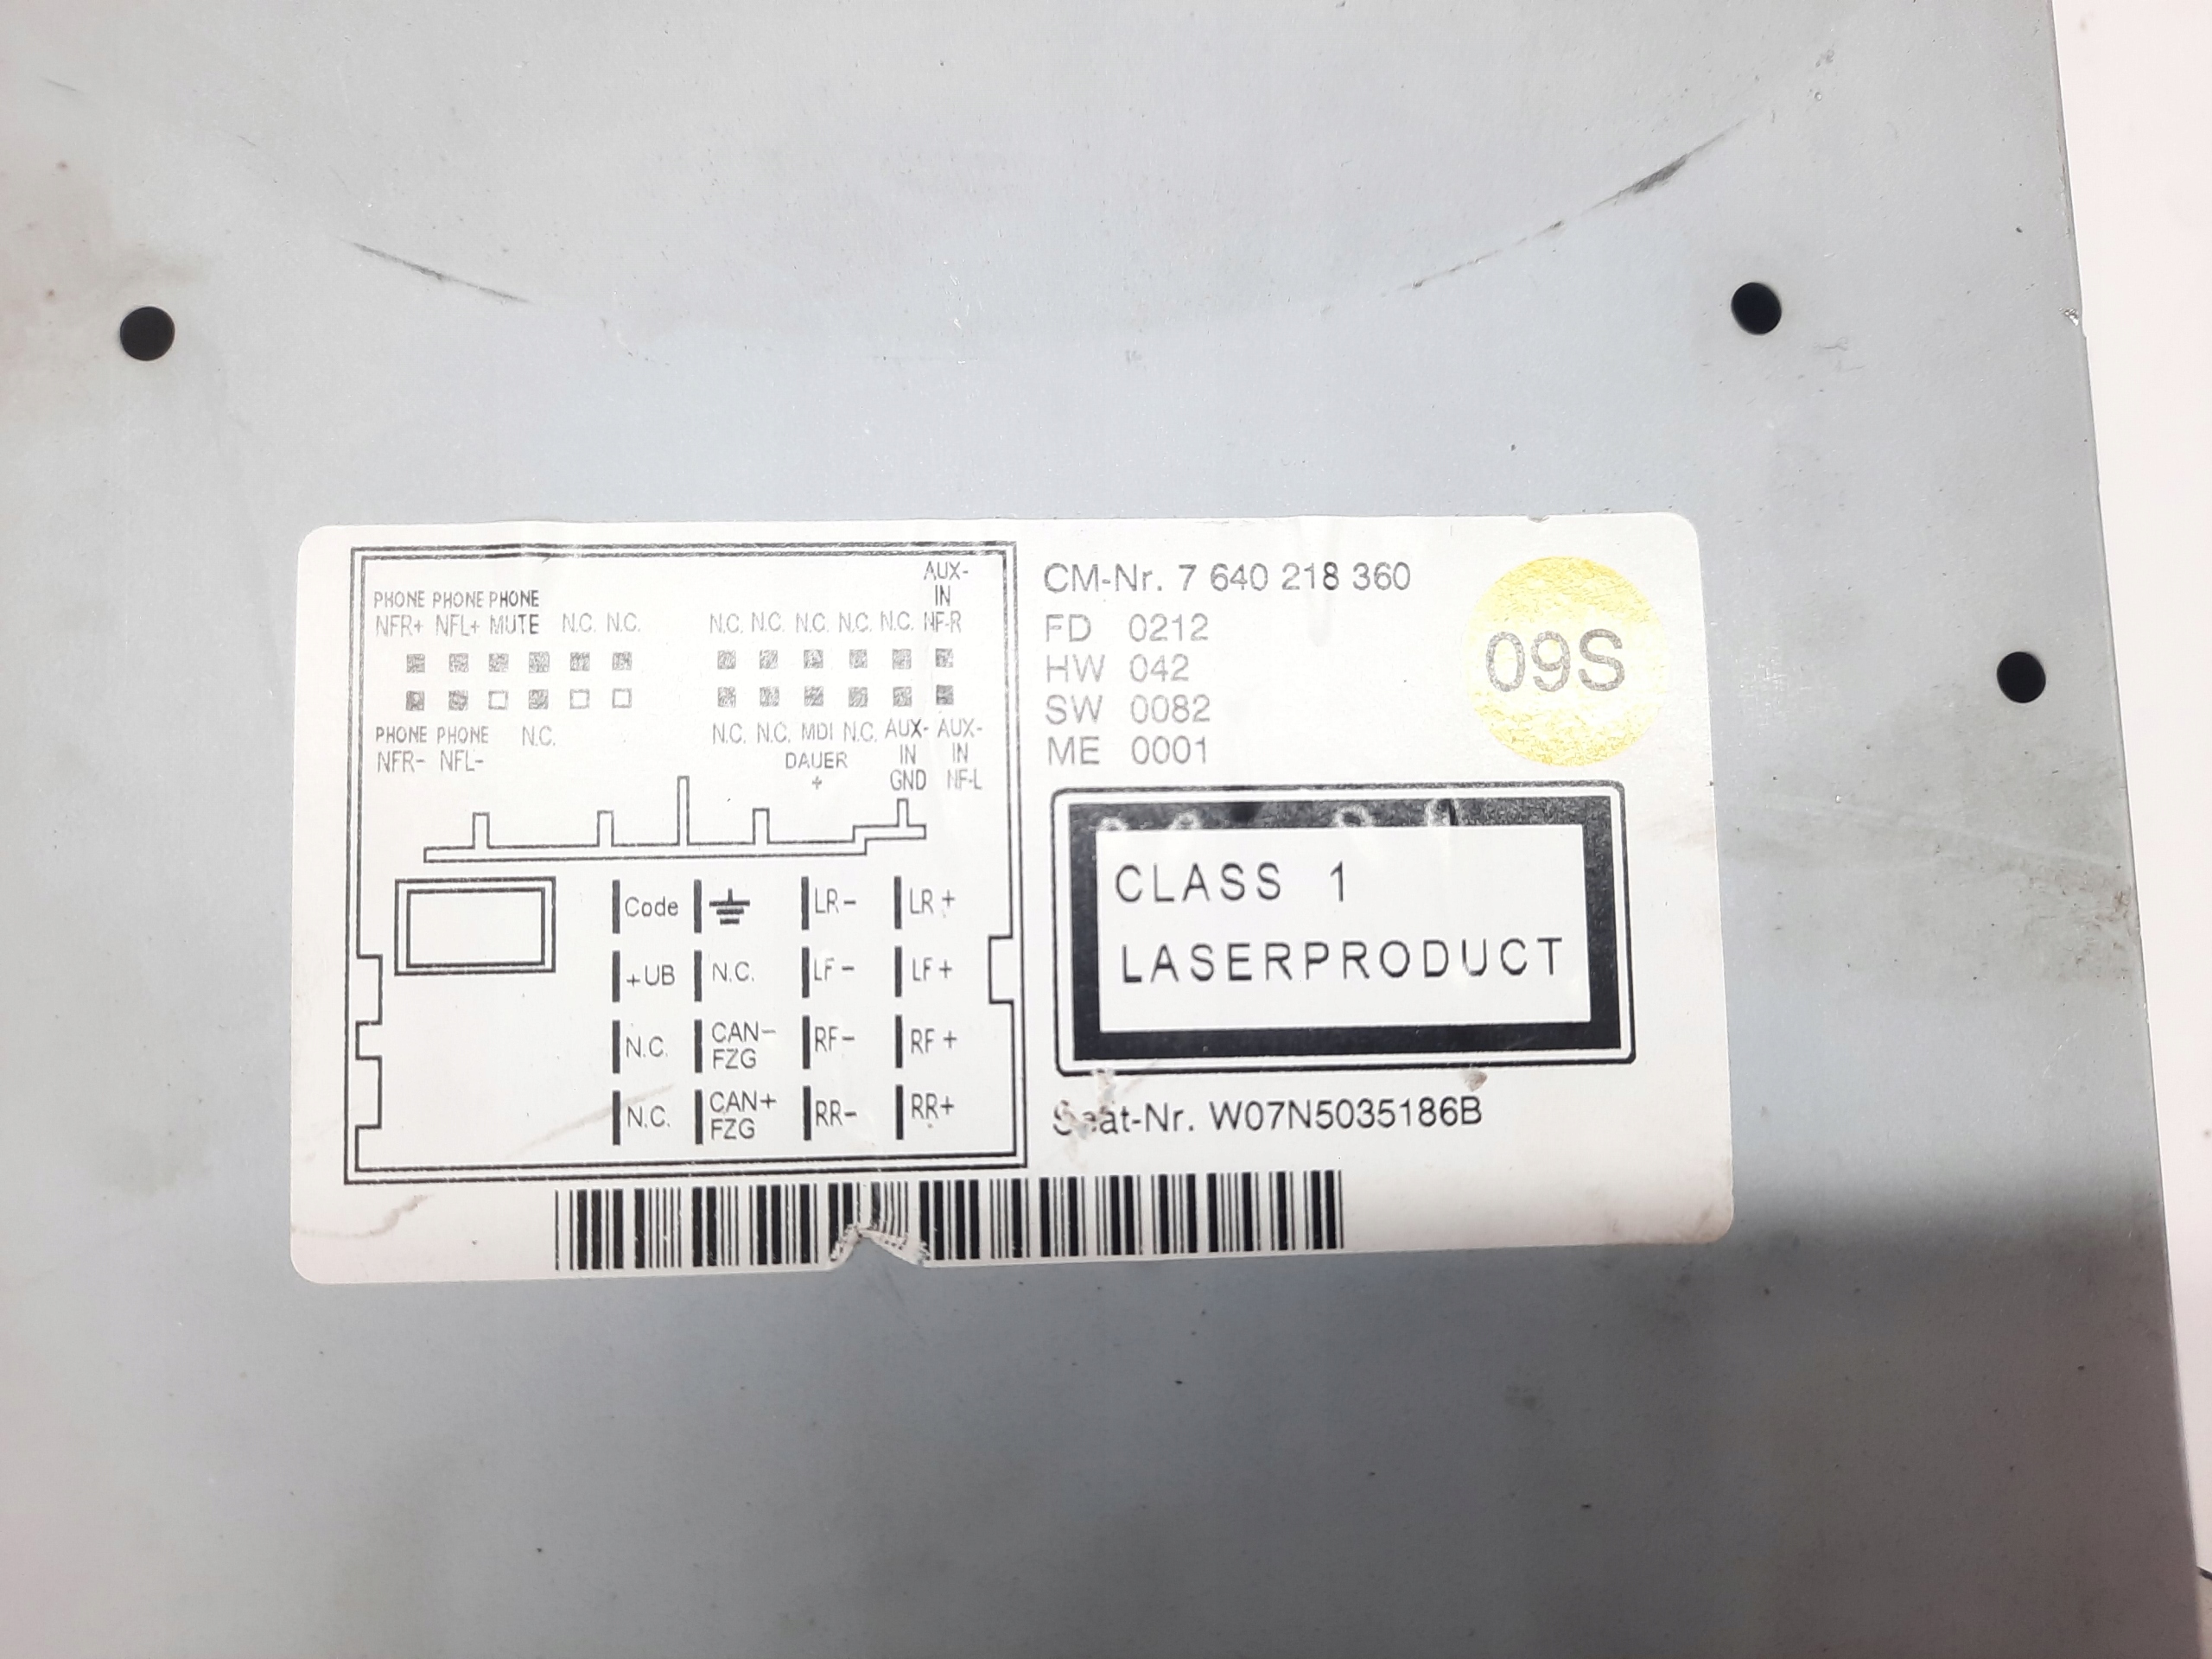 AUX-
PHONE PHONE PHONE IN
NFR+ NFL+ MUTE N.C. N.C. N.C. N.C. N.C. N.C. N.C. NF-R
PHONE PHONE N.C. N.C. N.C. MDI N.C. AUX- AUX-
NFR- NFL- DAUER IN IN
+ GND NF-L
Code LR- LR+
+UB N.C. LF- LF+
N.C. CAN- FZG RF- RF+
N.C. CAN+ FZG RR- RR+
CM-Nr. 7 640 218 360
FD 0212
HW 042
SW 0082
ME 0001
09S
CLASS 1
LASERPRODUCT
Seat-Nr. W07N5035186B